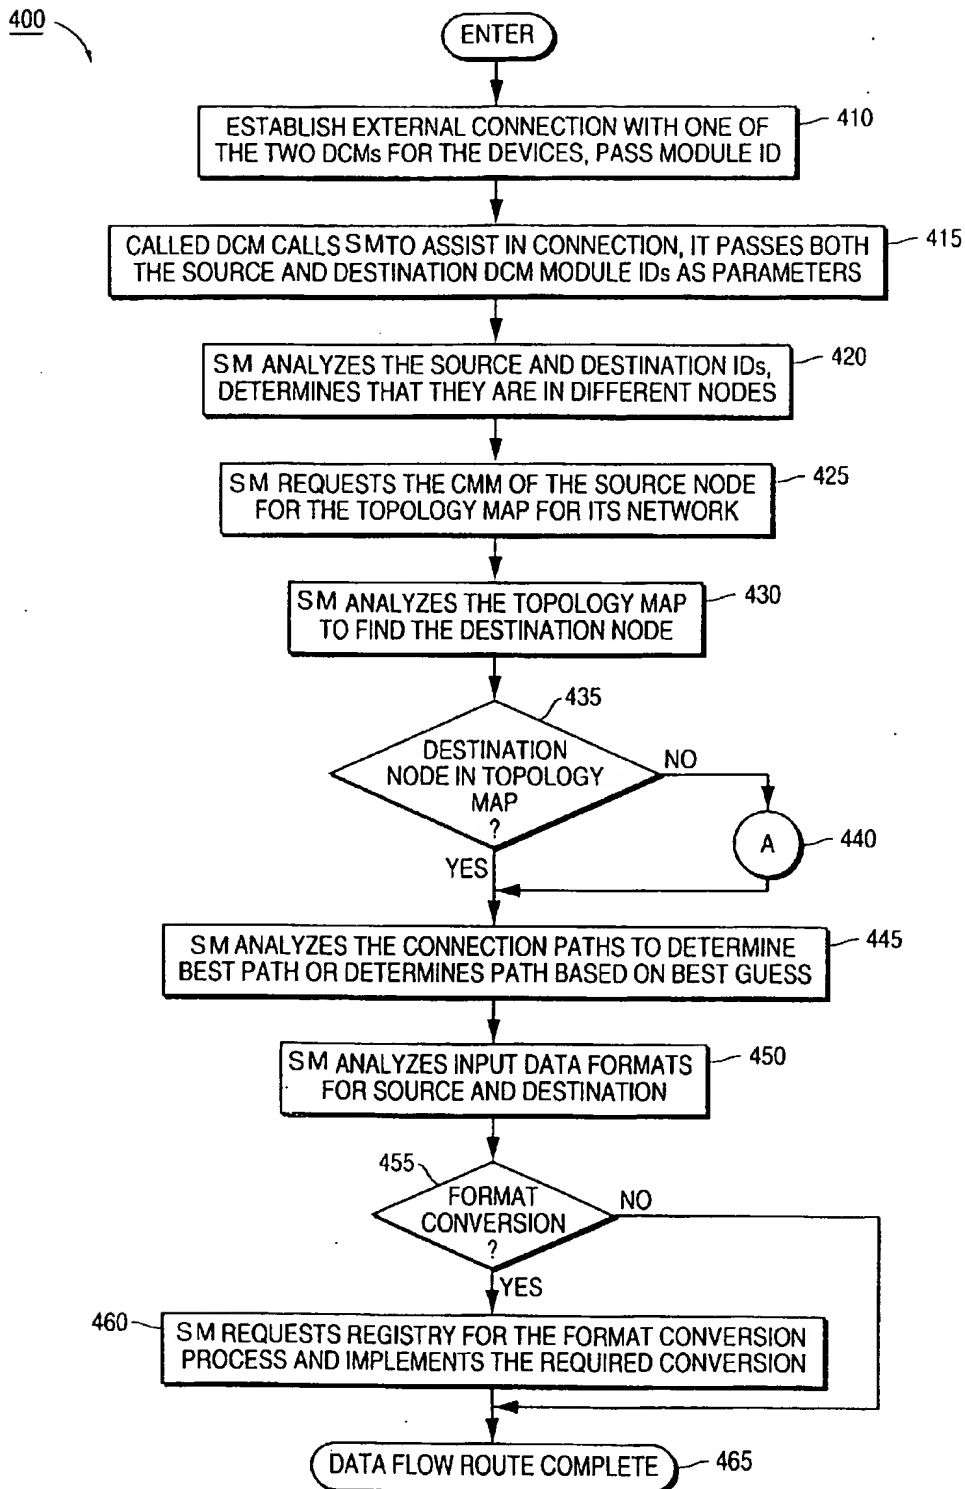 400
ENTER
ESTABLISH EXTERNAL CONNECTION WITH ONE OF
THE TWO DCMs FOR THE DEVICES, PASS MODULE ID
410
CALLED DCM CALLS SM TO ASSIST IN CONNECTION, IT PASSES BOTH
THE SOURCE AND DESTINATION DCM MODULE IDs AS PARAMETERS
415
SM ANALYZES THE SOURCE AND DESTINATION IDs,
DETERMINES THAT THEY ARE IN DIFFERENT NODES
420
SM REQUESTS THE CMM OF THE SOURCE NODE
FOR THE TOPOLOGY MAP FOR ITS NETWORK
425
SM ANALYZES THE TOPOLOGY MAP
TO FIND THE DESTINATION NODE
430
435
DESTINATION
NODE IN TOPOLOGY
MAP
?
NO
A
440
YES
SM ANALYZES THE CONNECTION PATHS TO DETERMINE
BEST PATH OR DETERMINES PATH BASED ON BEST GUESS
445
SM ANALYZES INPUT DATA FORMATS
FOR SOURCE AND DESTINATION
450
455
FORMAT
CONVERSION
?
NO
YES
460
SM REQUESTS REGISTRY FOR THE FORMAT CONVERSION
PROCESS AND IMPLEMENTS THE REQUIRED CONVERSION
DATA FLOW ROUTE COMPLETE
465